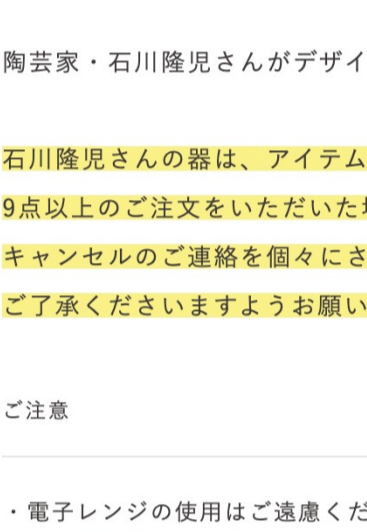 陶芸家・石川隆児さんがデザイ
石川隆児さんの器は、アイテム
9点以上のご注文をいただいた
キャンセルのご連絡を個々にさ
ご了承くださいますようお願い
ご注意
・電子レンジの使用はご遠慮くだ